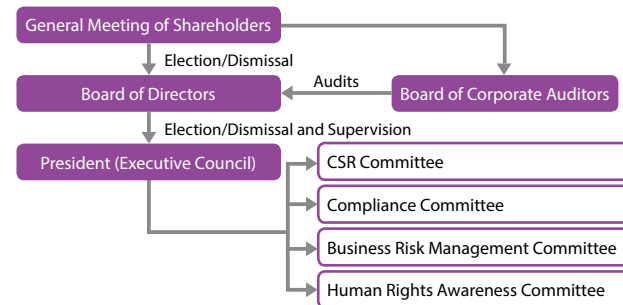 General Meeting of Shareholders
Election/Dismissal
Board of Directors
Audits
Board of Corporate Auditors
Election/Dismissal and Supervision
President (Executive Council)
CSR Committee
Compliance Committee
Business Risk Management Committee
Human Rights Awareness Committee